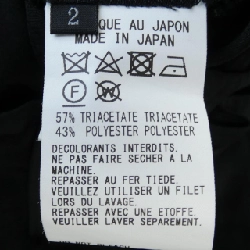 2
QUE AU JAPON
MADE IN JAPAN
F
57% TRIACETATE TRIACETATE
43% POLYESTER POLYESTER
DECOLORANTS INTERDITS.
NE PAS FAIRE SECHER A LA
MACHINE.
REPASSER AU FER TIEDE.
VEUILLEZ UTILISER UN FILET
LORS DU LAVAGE.
REPASSER AVEC UNE ETOFFE.
VEUILLER LAVER SEPAREMENT.